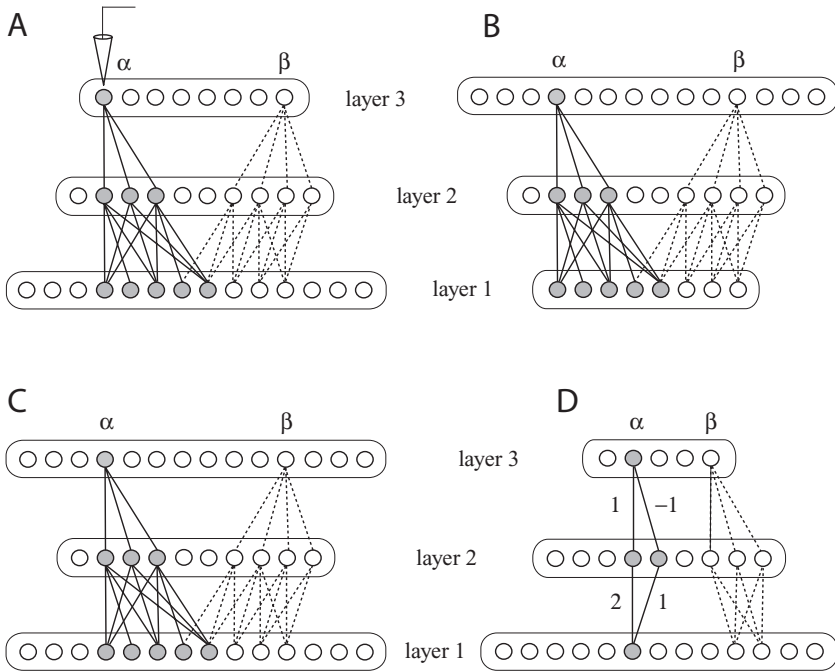 A
B
α
β
α
β
layer 3
layer 2
layer 1
C
D
α
β
α
β
layer 3
1
−1
layer 2
2
1
layer 1